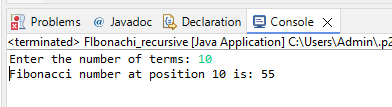 Problems @ Javadoc Declaration Console
<terminated> FIbonachi_recursive [Java Application] C:\Users\Admin\.p2
Enter the number of terms: 10
Fibonacci number at position 10 is: 55